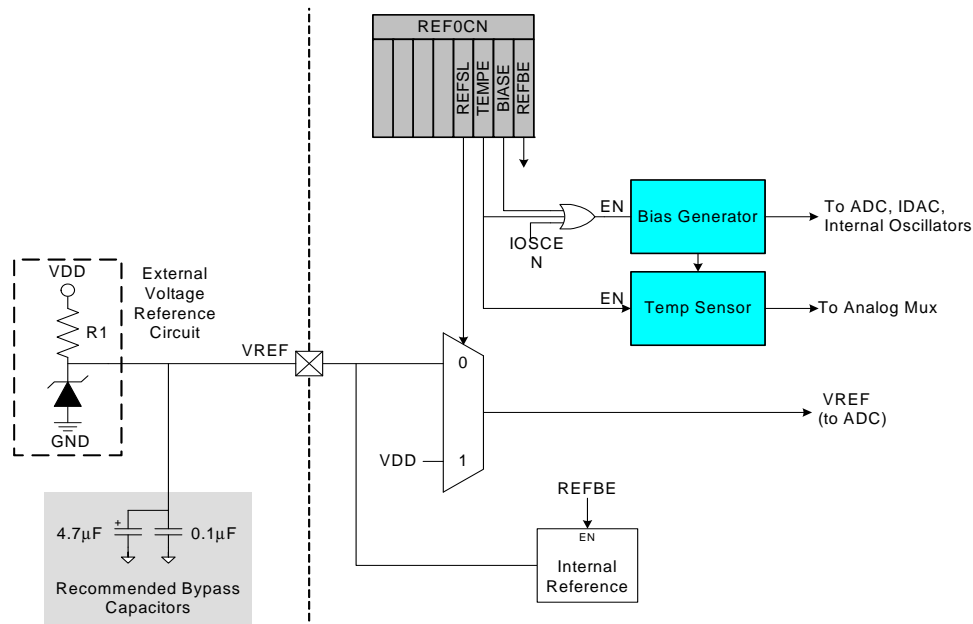 REF0CN
REFSL
TEMPE
BIASE
REFBE
EN
Bias Generator
To ADC, IDAC,
Internal Oscillators
IOSCE
N
EN
Temp Sensor
To Analog Mux
VDD
External
Voltage
Reference
Circuit
R1
GND
VREF
0
1
VDD
VREF
(to ADC)
REFBE
EN
Internal
Reference
+
4.7µF
0.1µF
Recommended Bypass
Capacitors